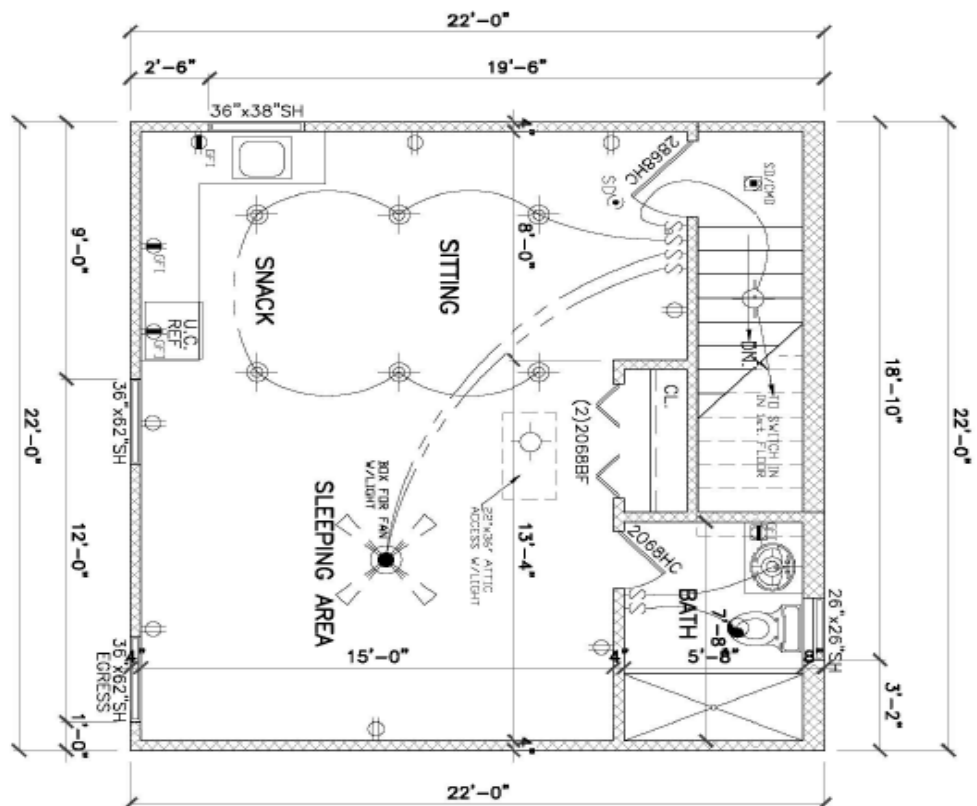 22'-0"
2'-6"
19'-6"
36"x38"SH
GFI
4"
2868HC
SD
SD/CMD
9'-0"
GFI
SNACK
SITTING
8'-0"
U.C.
REF
GFI
DN.
18'-10"
22'-0"
22'-0"
36"x62"SH
CL.
TO SWITCH IN
IN 1st. FLOOR
(2)2068BF
BOX FOR FAN
W/LIGHT
22"x36" ATTIC
ACCESS W/LIGHT
12'-0"
SLEEPING AREA
13'-4"
2068HC
GFI
BATH
7'-8"
26"x26"SH
36"x62"SH
EGRESS
4"
15'-0"
4"
5'-8"
8"
3'-2"
1'-0"
4"
22'-0"